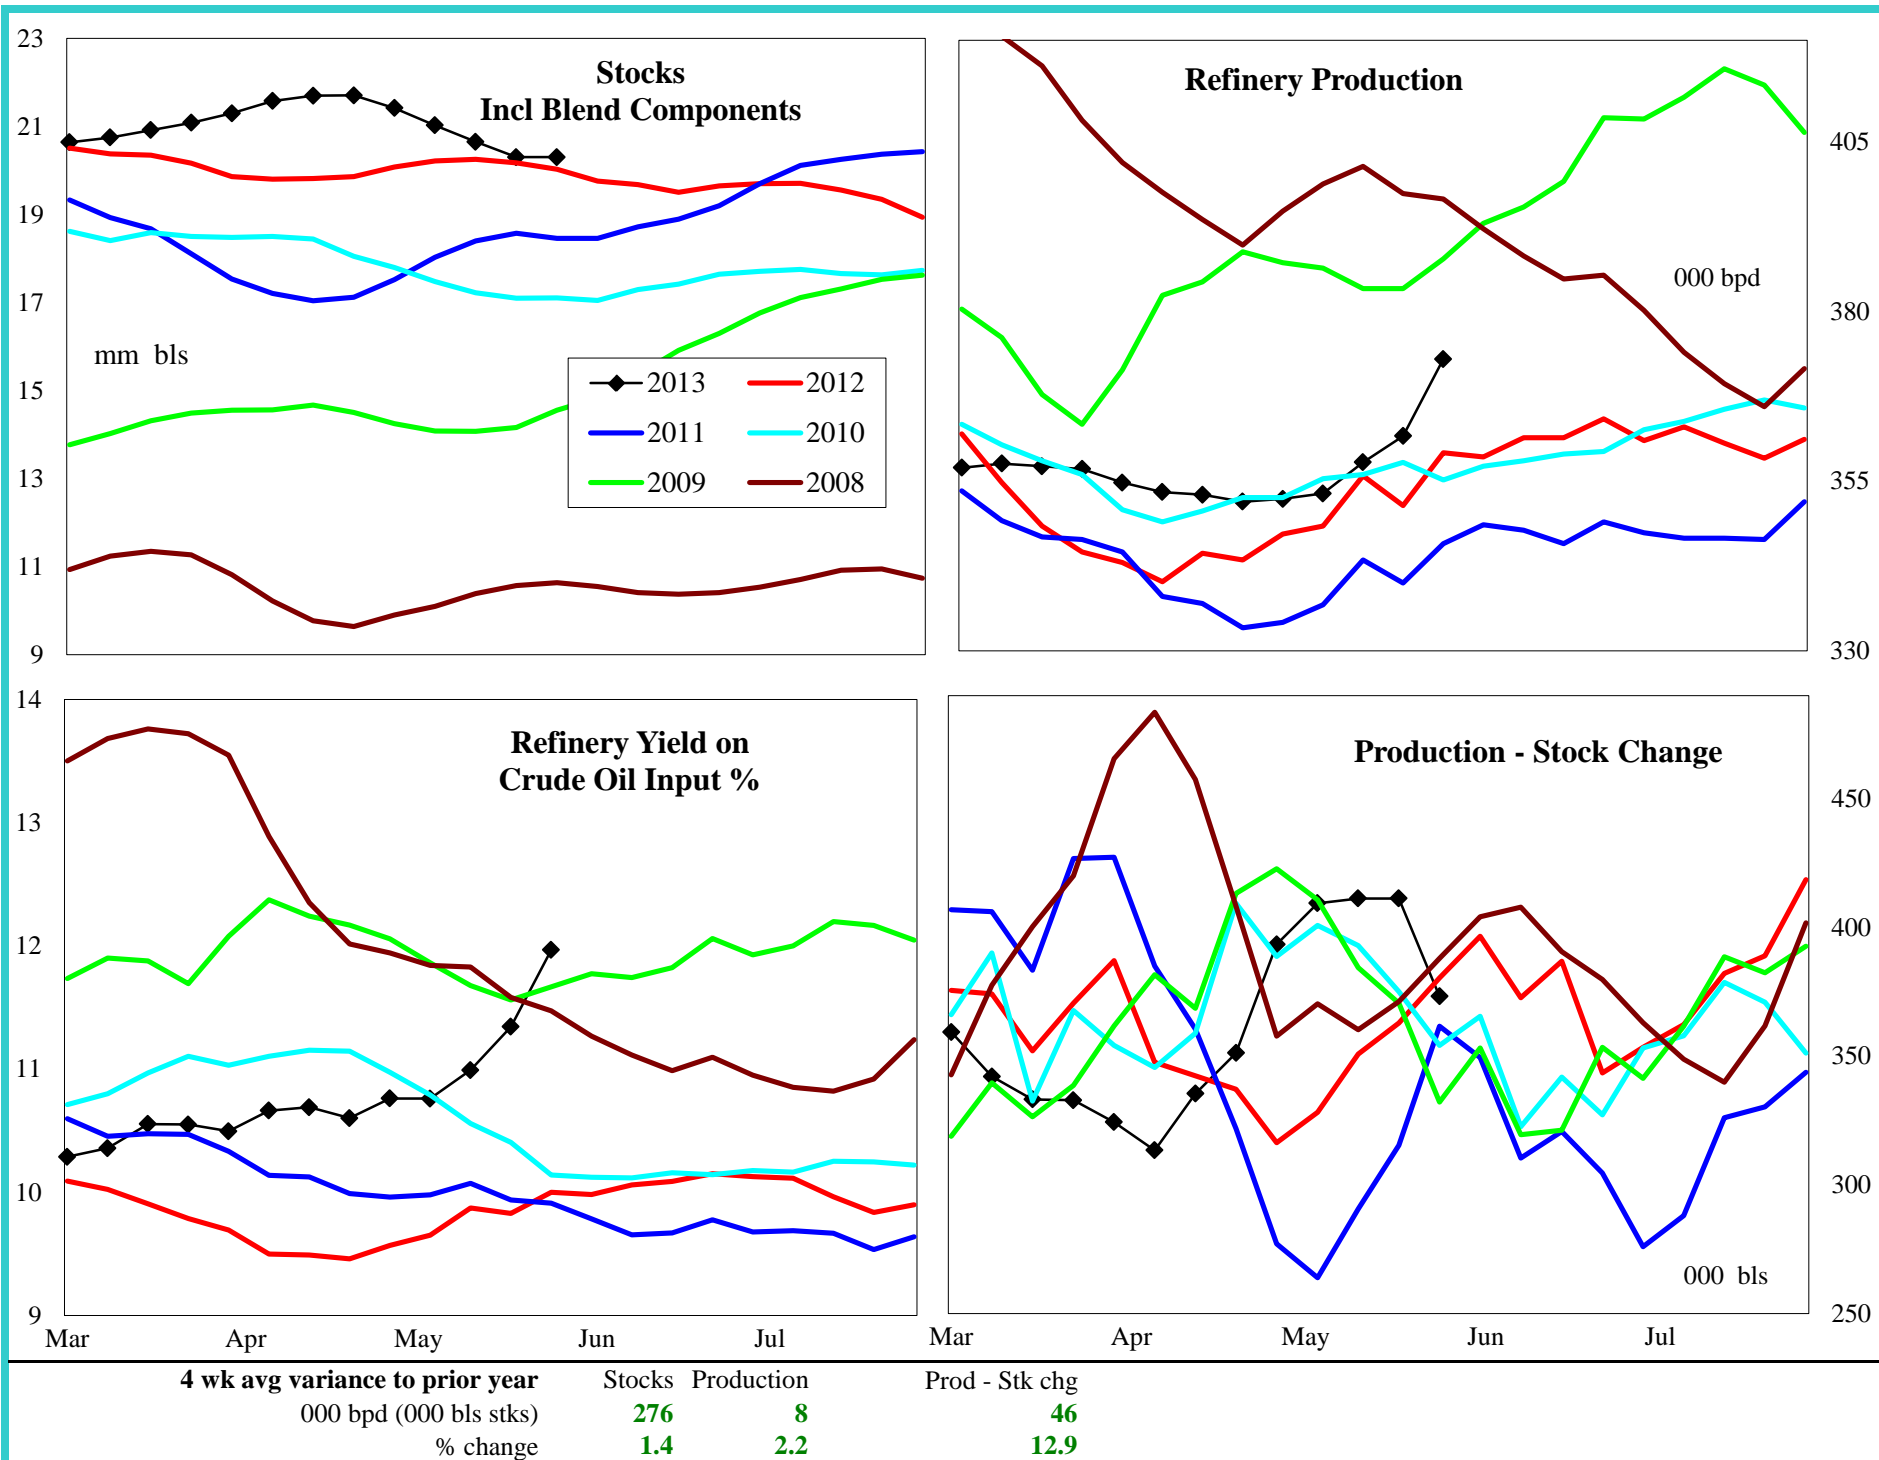 23
21
19
17
15
13
11
9
Stocks
Incl Blend Components
mm bls
2013 2012
2011 2010
2009 2008
Refinery Production
000 bpd
405
380
355
330
14
13
12
11
10
9
Refinery Yield on
Crude Oil Input %
Mar Apr May Jun Jul
Production - Stock Change
450
400
350
300
250
000 bls
Mar Apr May Jun Jul
4 wk avg variance to prior year Stocks Production Prod - Stk chg
000 bpd (000 bls stks) 276 8 46
% change 1.4 2.2 12.9